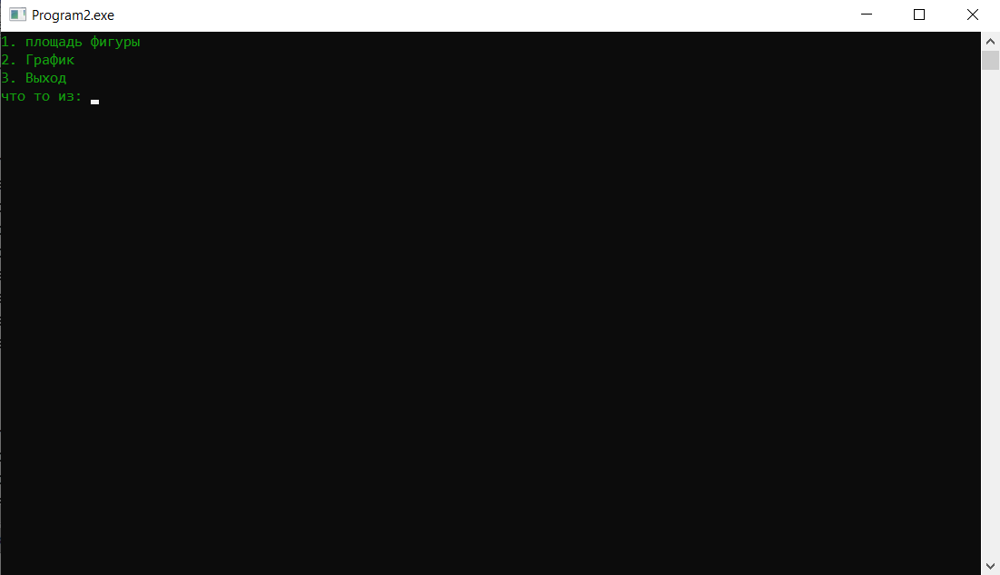 Program2.exe
1. площадь фигуры
2. График
3. Выход
что то из: